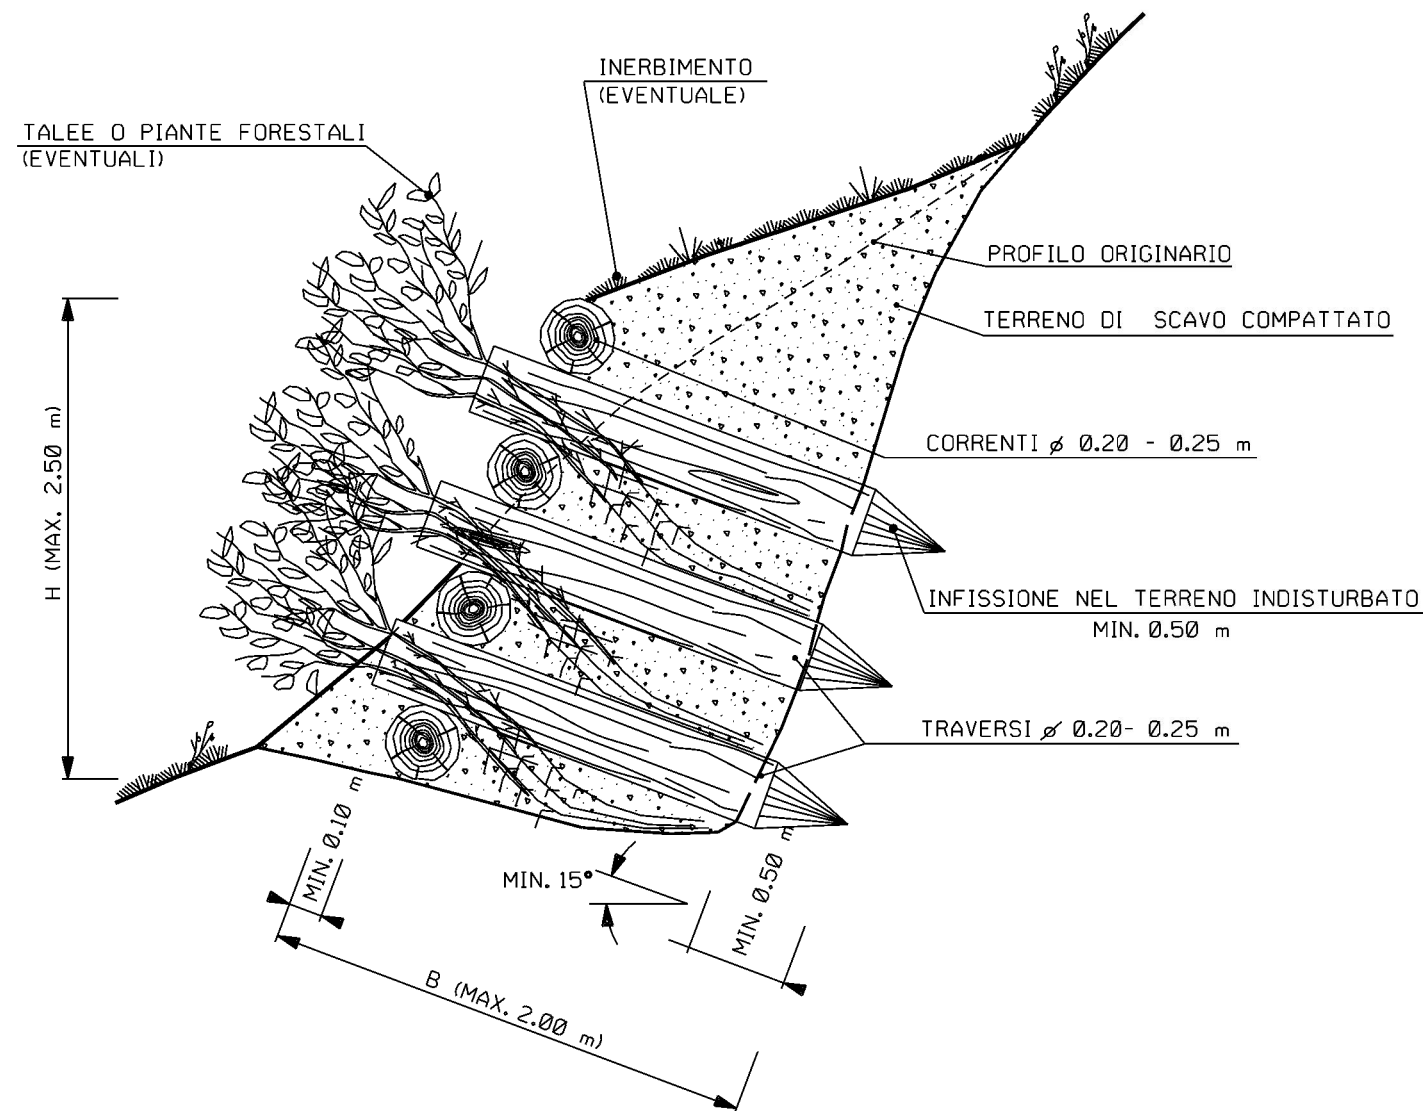 INERBIMENTO
(EVENTUALE)
TALEE O PIANTE FORESTALI
(EVENTUALI)
PROFILO ORIGINARIO
TERRENO DI SCAVO COMPATTATO
H (MAX. 2.50 m)
CORRENTI ø 0.20 - 0.25 m
INFISSIONE NEL TERRENO INDISTURBATO
MIN. 0.50 m
TRAVERSI ø 0.20- 0.25 m
MIN. 0.10 m
MIN. 15°
MIN. 0.50 m
B (MAX. 2.00 m)